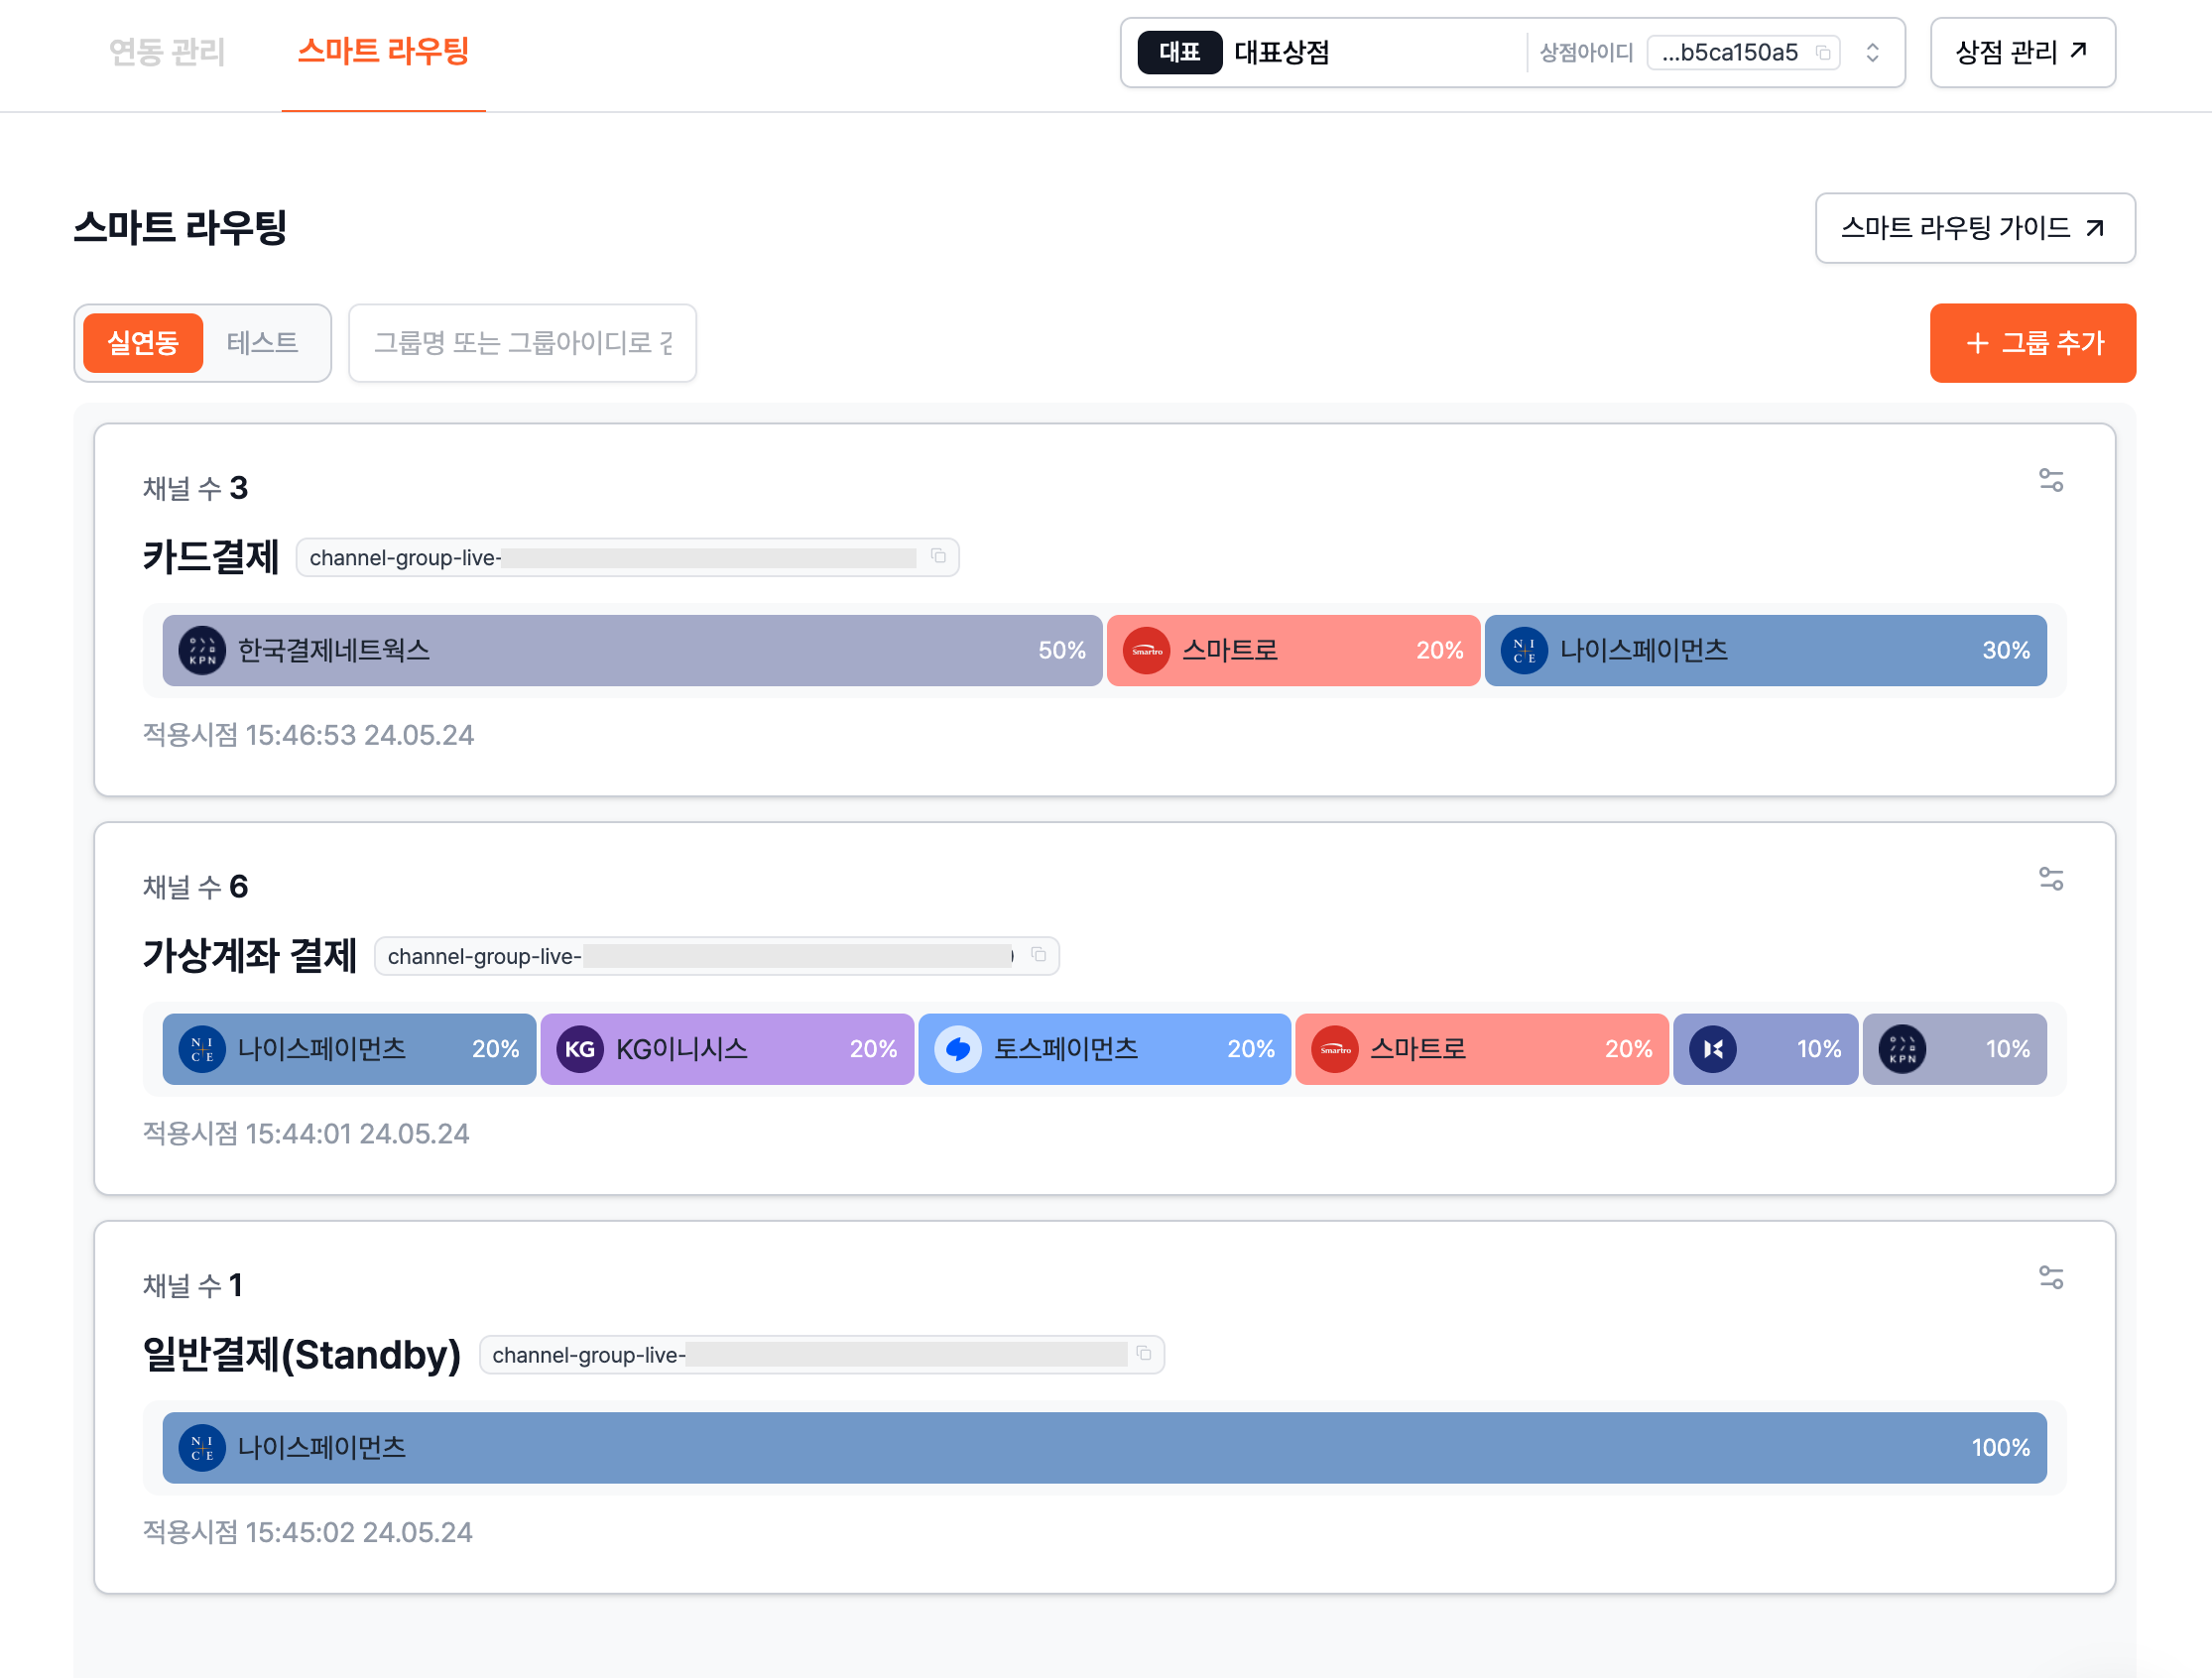 연동 관리 스마트 라우팅 대표 대표상점 상점아이디 ...b5ca150a5 상점 관리
스마트 라우팅 스마트 라우팅 가이드
실연동 테스트 그룹명 또는 그룹아이디로 + 그룹 추가
채널 수 3
카드결제 channel-group-live-
KPN 한국결제네트웍스 50% Smartro 스마트로 20% NICE 나이스페이먼츠 30%
적용시점 15:46:53 24.05.24
채널 수 6
가상계좌 결제 channel-group-live-
NICE 나이스페이먼츠 20% KG KG이니시스 20% 토스페이먼츠 20% Smartro 스마트로 20% 10% KPN 10%
적용시점 15:44:01 24.05.24
채널 수 1
일반결제(Standby) channel-group-live-
NICE 나이스페이먼츠 100%
적용시점 15:45:02 24.05.24